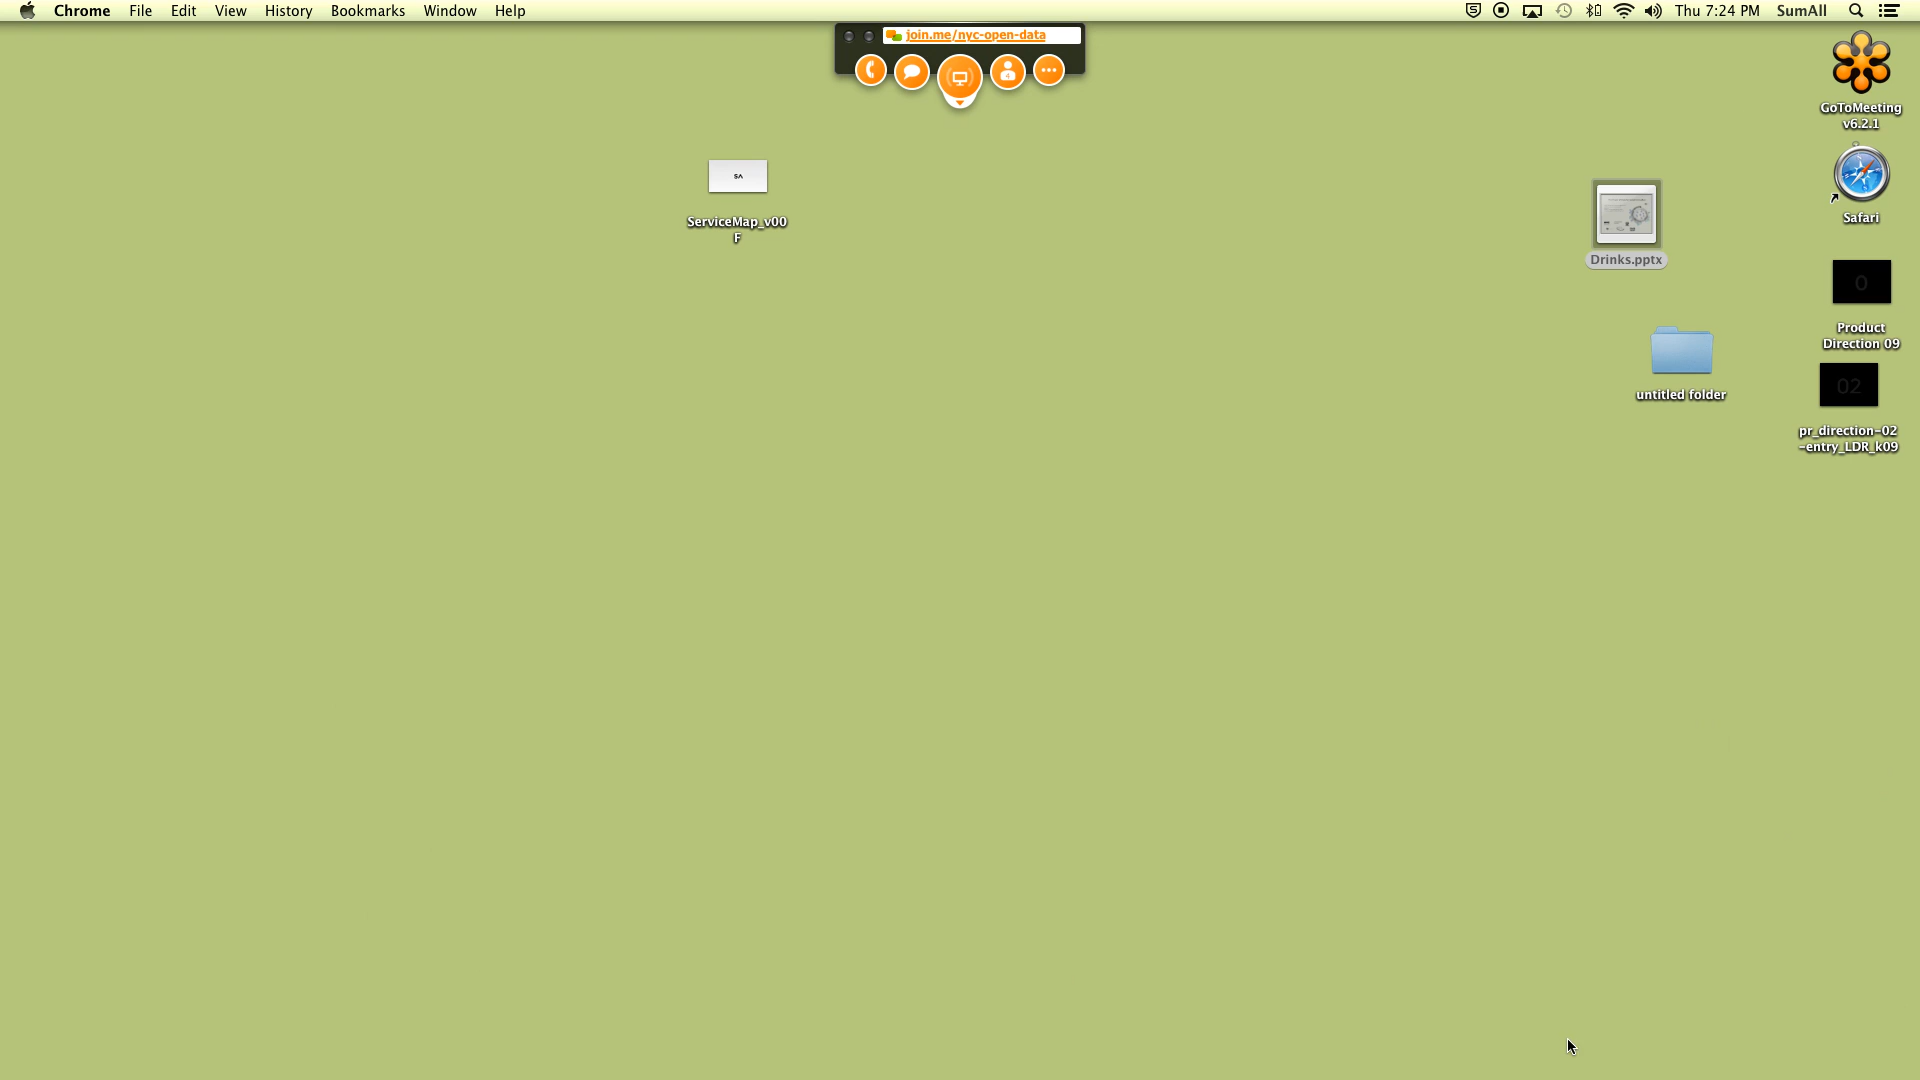 Chrome File Edit View History Bookmarks Window Help
Thu 7:24 PM SumAll
join.me/nyc-open-data
GoToMeeting
v6.2.1
SA
ServiceMap_v00
F
Safari
Drinks.pptx
0
Product
Direction 09
untitled folder
02
pr_direction-02
-entry_LDR_k09